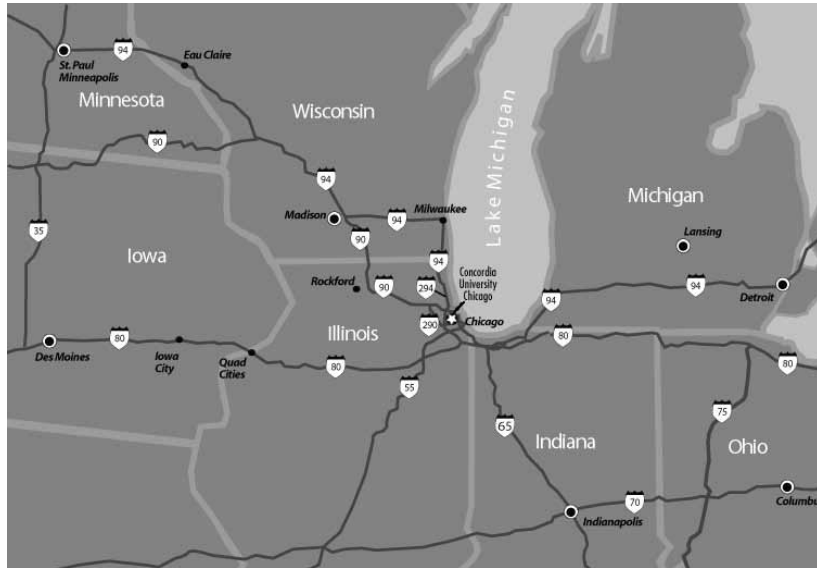 94
Eau Claire
St. Paul
Minneapolis
Minnesota
Wisconsin
90
Lake Michigan
94
Michigan
Madison
94
Milwaukee
35
90
Lansing
Iowa
94
Concordia
University
Chicago
Rockford
90
294
94
94
Detroit
290
Chicago
Illinois
80
Des Moines
80
Iowa
City
Quad
Cities
80
80
55
75
65
Indiana
Ohio
70
Columbu
Indianapolis